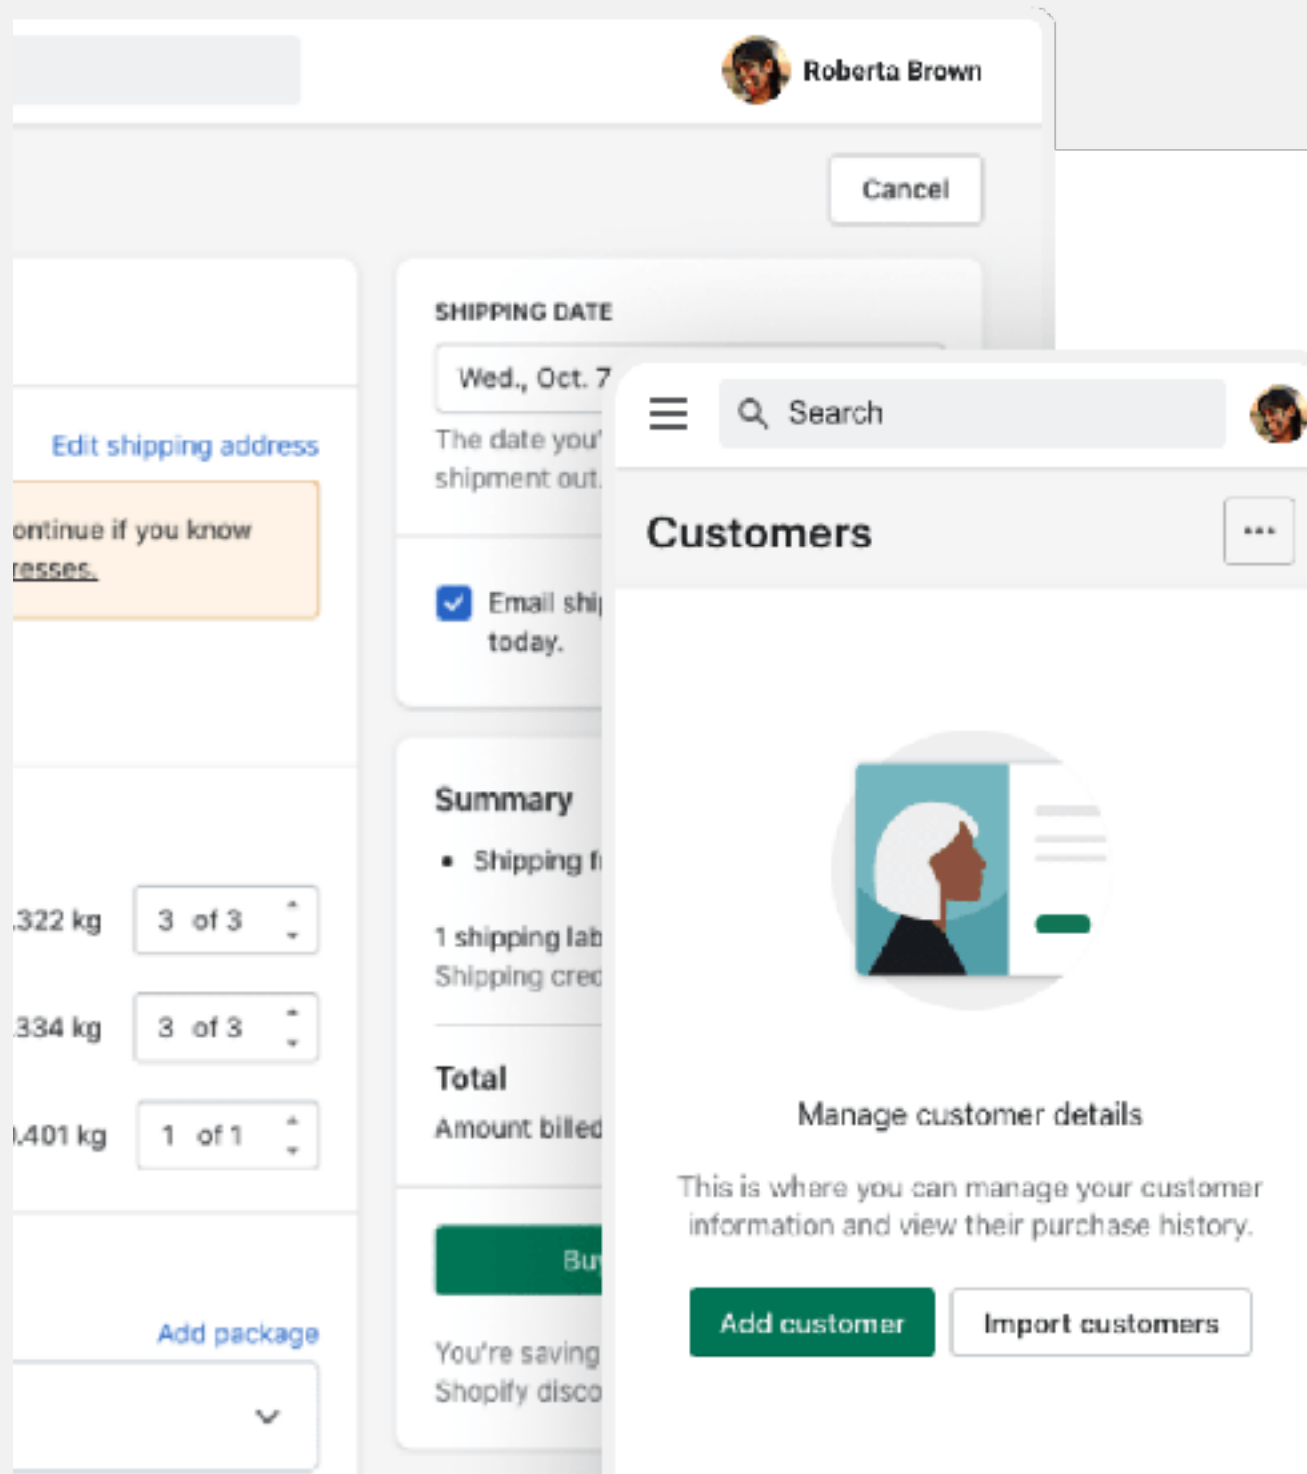 Roberta Brown
Cancel
SHIPPING DATE
Wed., Oct. 7
The date you'
shipment out.
Edit shipping address
ontinue if you know
resses.
Email ship
today.
Summary
• Shipping
1 shipping lab
Shipping cred
.322 kg 3 of 3
.334 kg 3 of 3
.401 kg 1 of 1
Total
Amount billed
Buy
Add package
You're saving
Shopify disco
Search
Customers
Manage customer details
This is where you can manage your customer
information and view their purchase history.
Add customer
Import customers